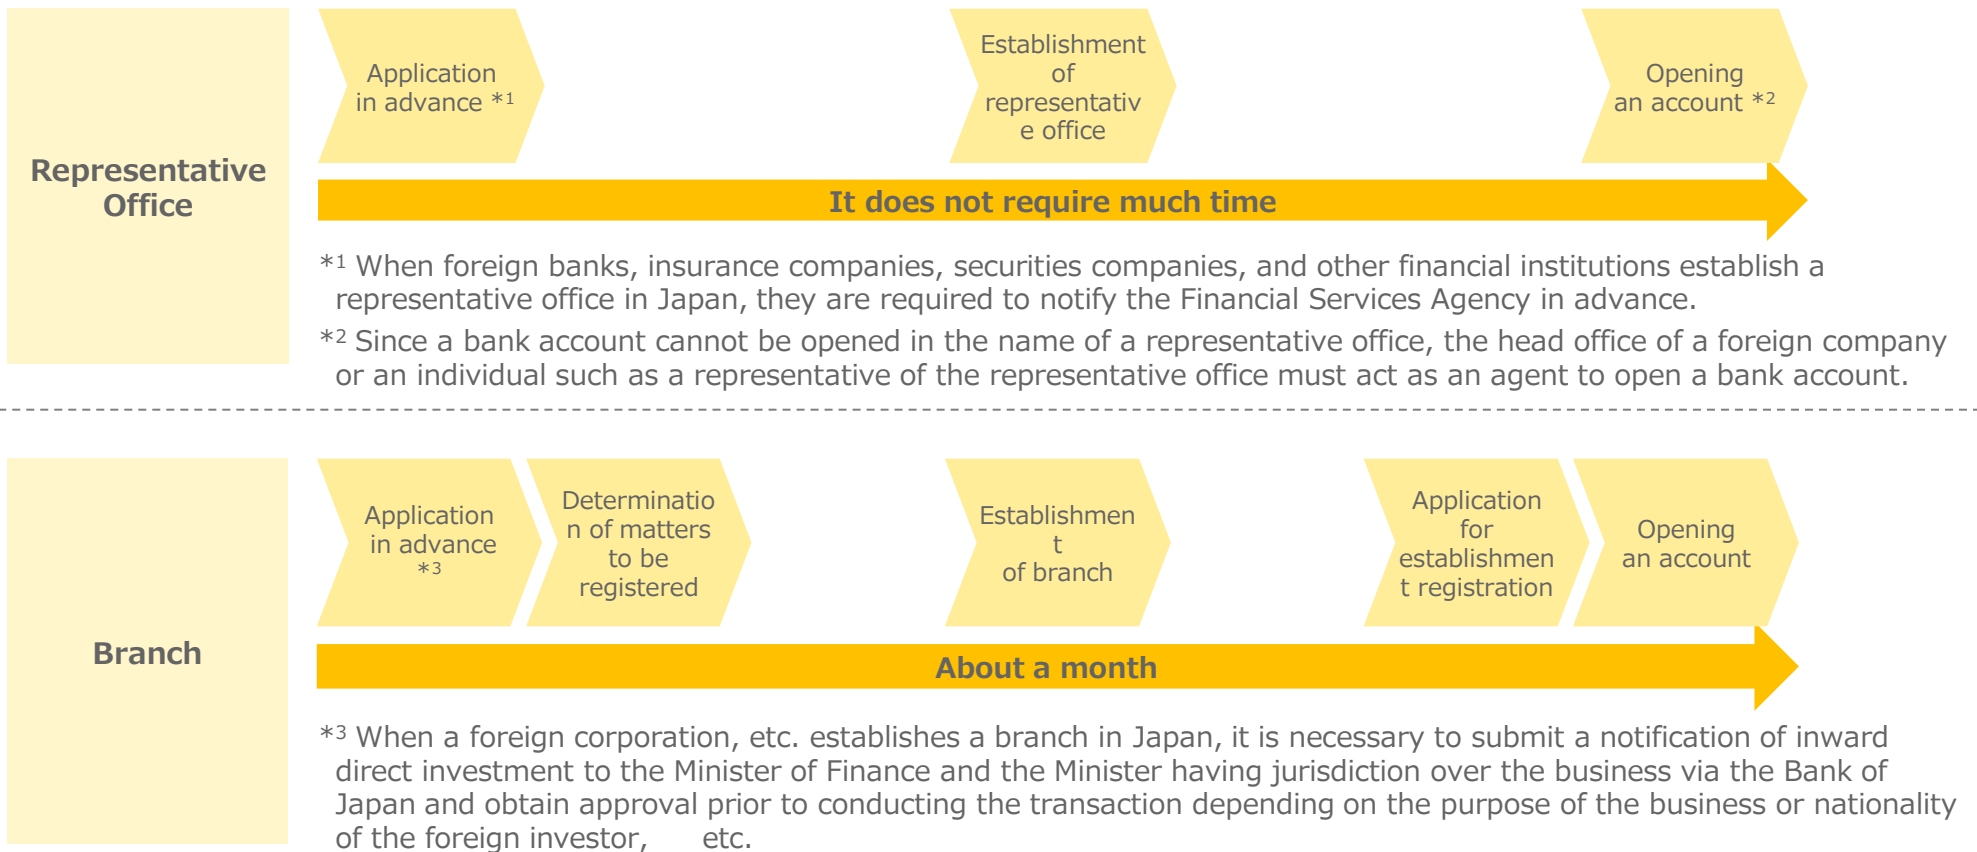 Representative
Office
Application
in advance *1
Establishment
of
representativ
e office
Opening
an account *2
It does not require much time
*1 When foreign banks, insurance companies, securities companies, and other financial institutions establish a
representative office in Japan, they are required to notify the Financial Services Agency in advance.
*2 Since a bank account cannot be opened in the name of a representative office, the head office of a foreign company
or an individual such as a representative of the representative office must act as an agent to open a bank account.
Branch
Application
in advance
*3
Determinatio
n of matters
to be
registered
Establishmen
t
of branch
Application
for
establishmen
t registration
Opening
an account
About a month
*3 When a foreign corporation, etc. establishes a branch in Japan, it is necessary to submit a notification of inward
direct investment to the Minister of Finance and the Minister having jurisdiction over the business via the Bank of
Japan and obtain approval prior to conducting the transaction depending on the purpose of the business or nationality
of the foreign investor, etc.